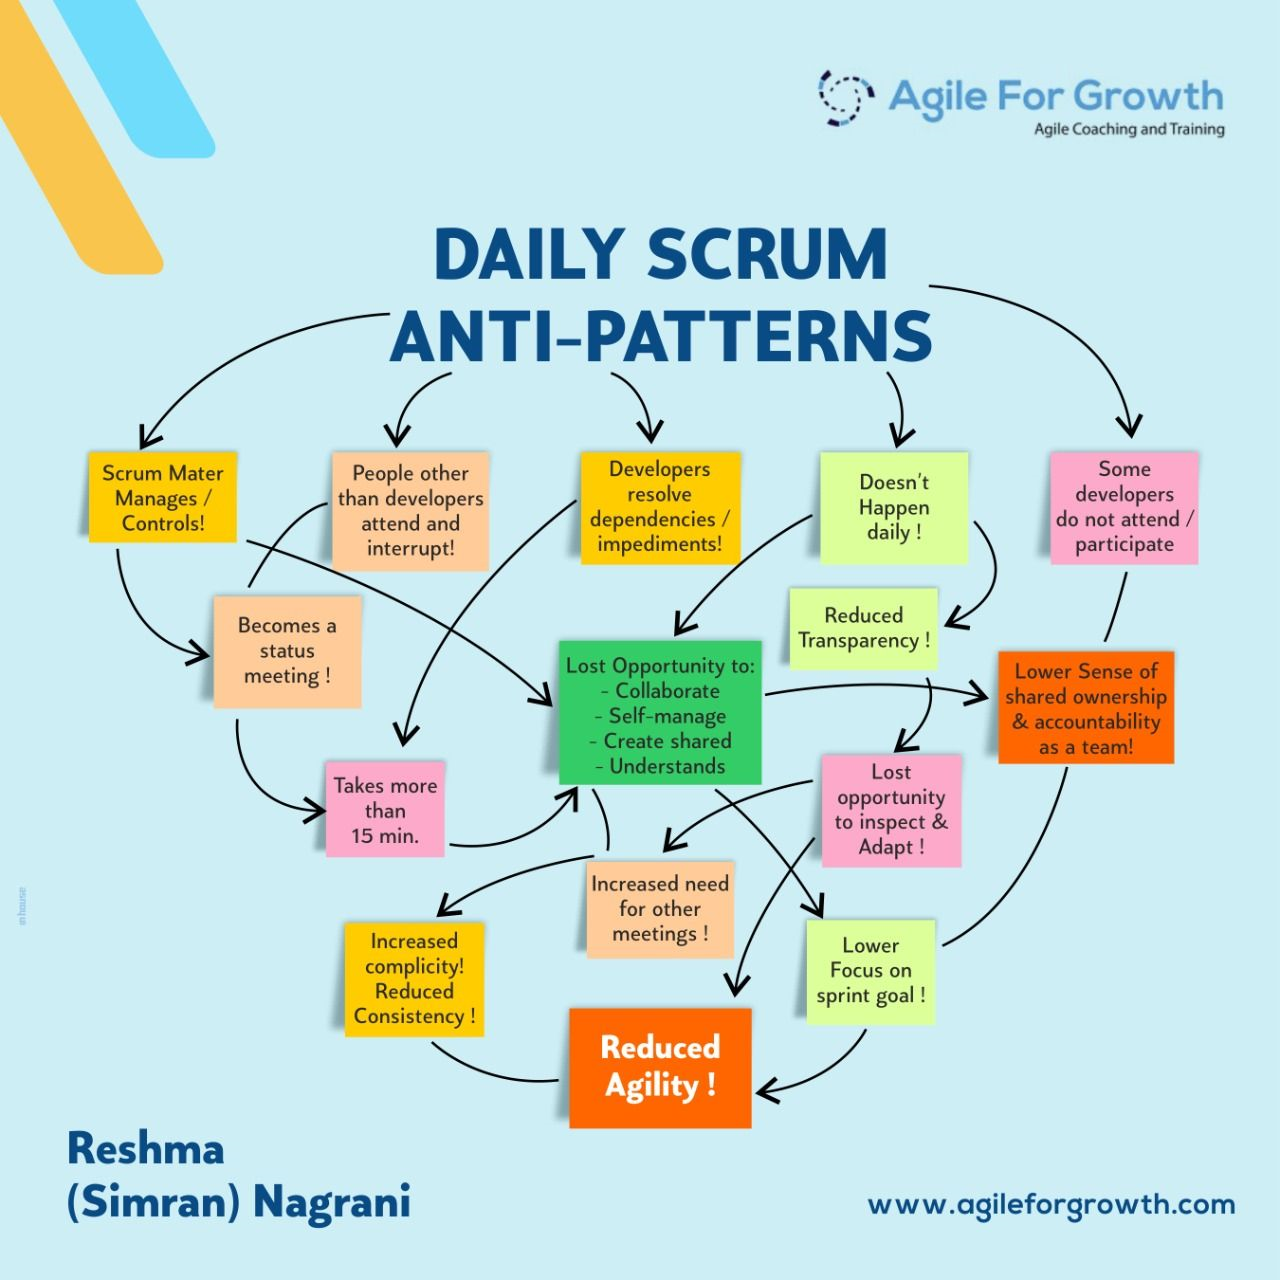 Agile For Growth
Agile Coaching and Training
DAILY SCRUM
ANTI-PATTERNS
Scrum Mater
Manages /
Controls!
People other
than developers
attend and
interrupt!
Developers
resolve
dependencies /
impediments!
Doesn't
Happen
daily !
Some
developers
do not attend /
participate
Becomes a
status
meeting !
Reduced
Transparency !
Lost Opportunity to:
- Collaborate
- Self-manage
- Create shared
- Understands
Lower Sense of
shared ownership
& accountability
as a team!
Takes more
than
15 min.
Lost
opportunity
to inspect &
Adapt !
Increased need
for other
meetings !
Increased
complicity!
Reduced
Consistency !
Lower
Focus on
sprint goal !
Reduced
Agility !
inhouse
Reshma
(Simran) Nagrani
www.agileforgrowth.com